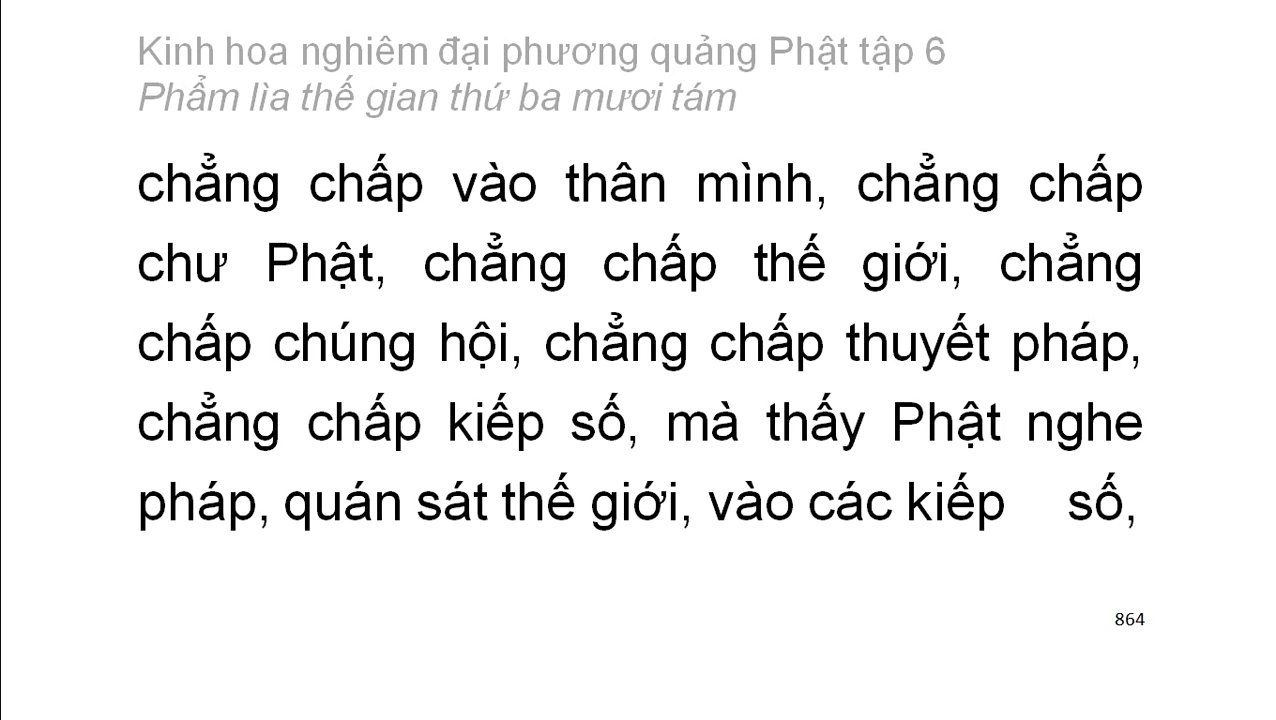 Kinh hoa nghiêm đại phương quảng Phật tập 6
Phẩm lìa thế gian thứ ba mươi tám
chẳng chấp vào thân mình, chẳng chấp
chư Phật, chẳng chấp thế giới, chẳng
chấp chúng hội, chẳng chấp thuyết pháp,
chẳng chấp kiếp số, mà thấy Phật nghe
pháp, quán sát thế giới, vào các kiếp số,
864